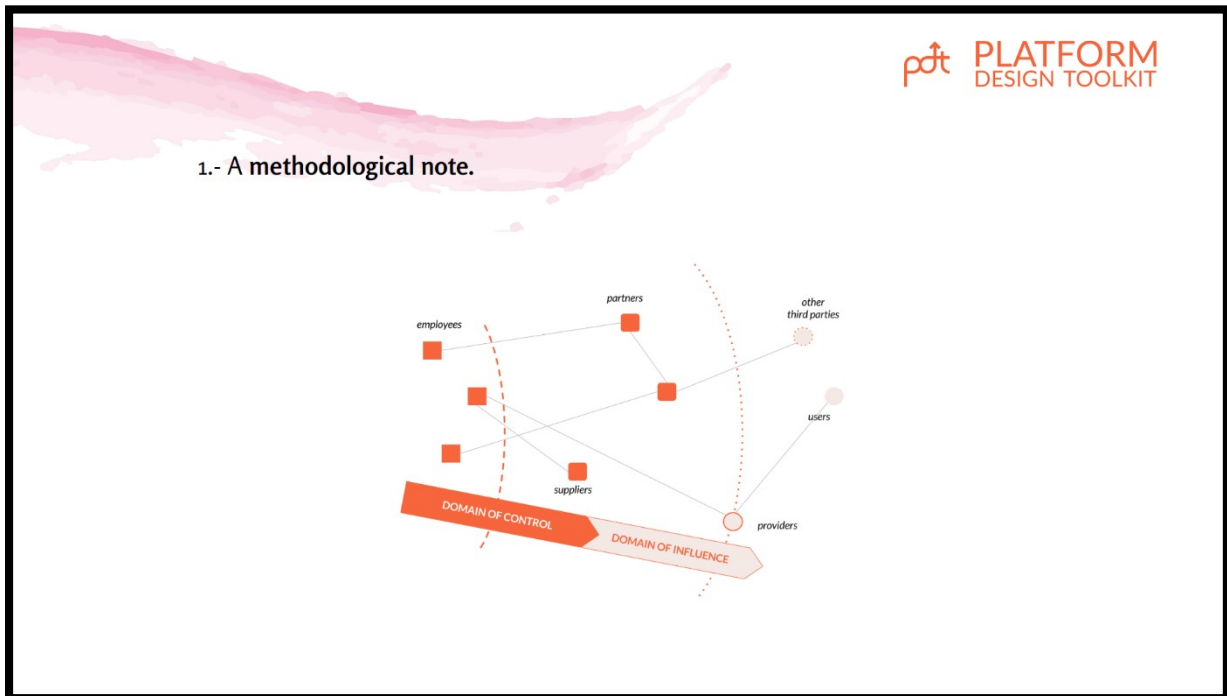 pdt PLATFORM
DESIGN TOOLKIT
1.- A methodological note.
partners
other
third parties
employees
users
suppliers
DOMAIN OF CONTROL
providers
DOMAIN OF INFLUENCE